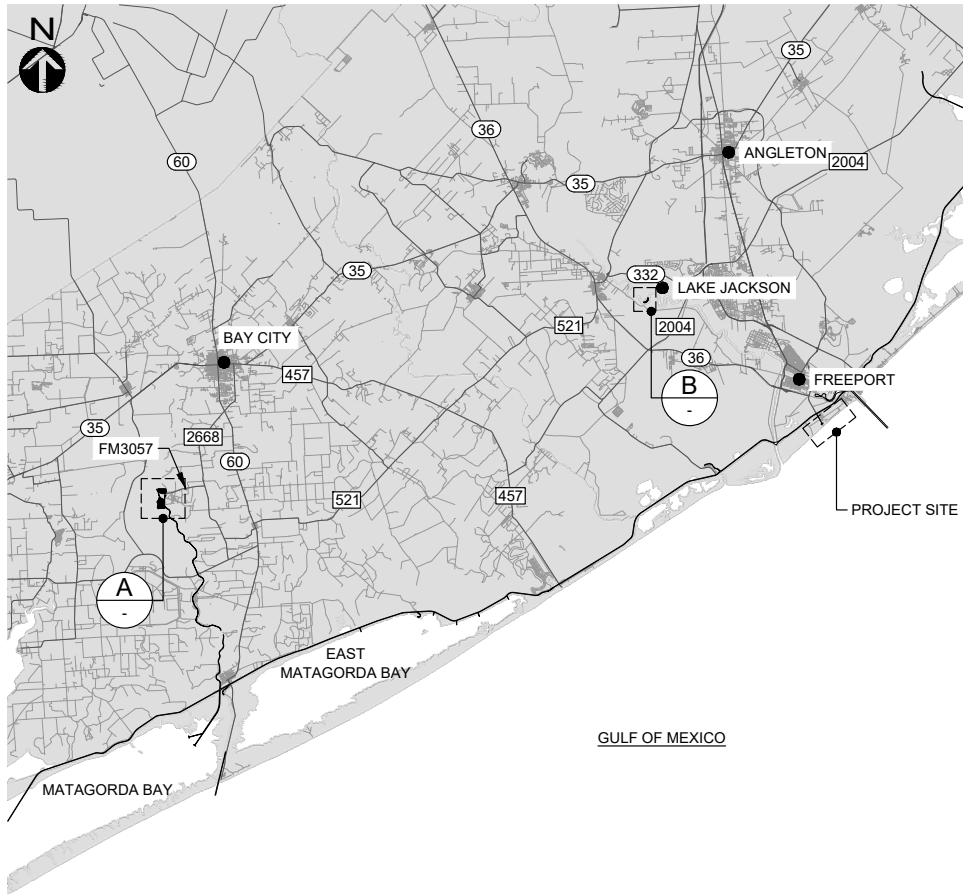 N
35
36
60
ANGLETON
2004
35
35
332
LAKE JACKSON
521
2004
BAY CITY
36
B
-
457
FREEPORT
35
2668
FM3057
60
457
521
PROJECT SITE
A
-
EAST
MATAGORDA BAY
GULF OF MEXICO
MATAGORDA BAY